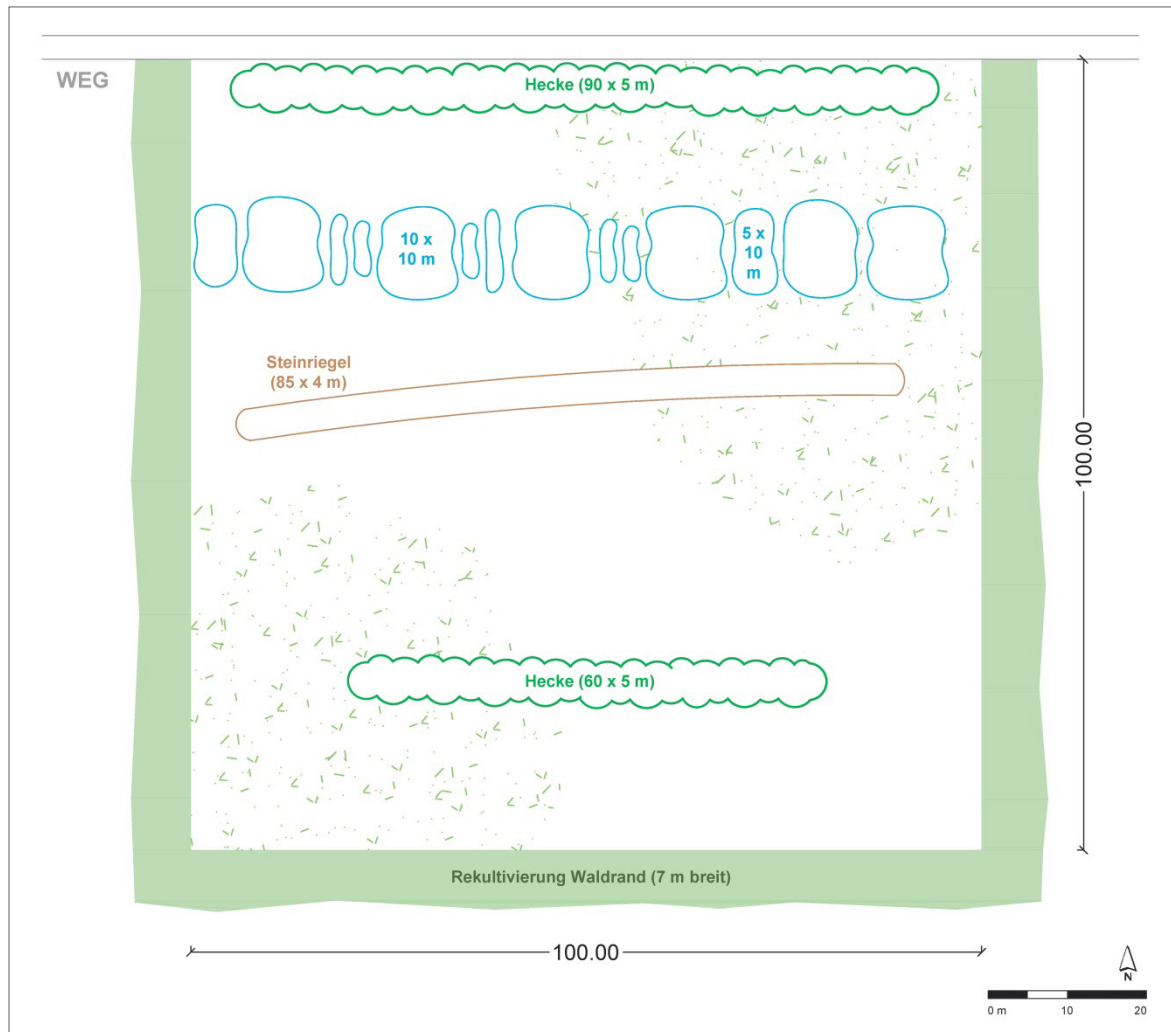 WEG
Hecke (90 x 5 m)
10 x
10 m
5 x
10
m
Steinriegel
(85 x 4 m)
100.00
Hecke (60 x 5 m)
Rekultivierung Waldrand (7 m breit)
100.00
N
0 m 10 20